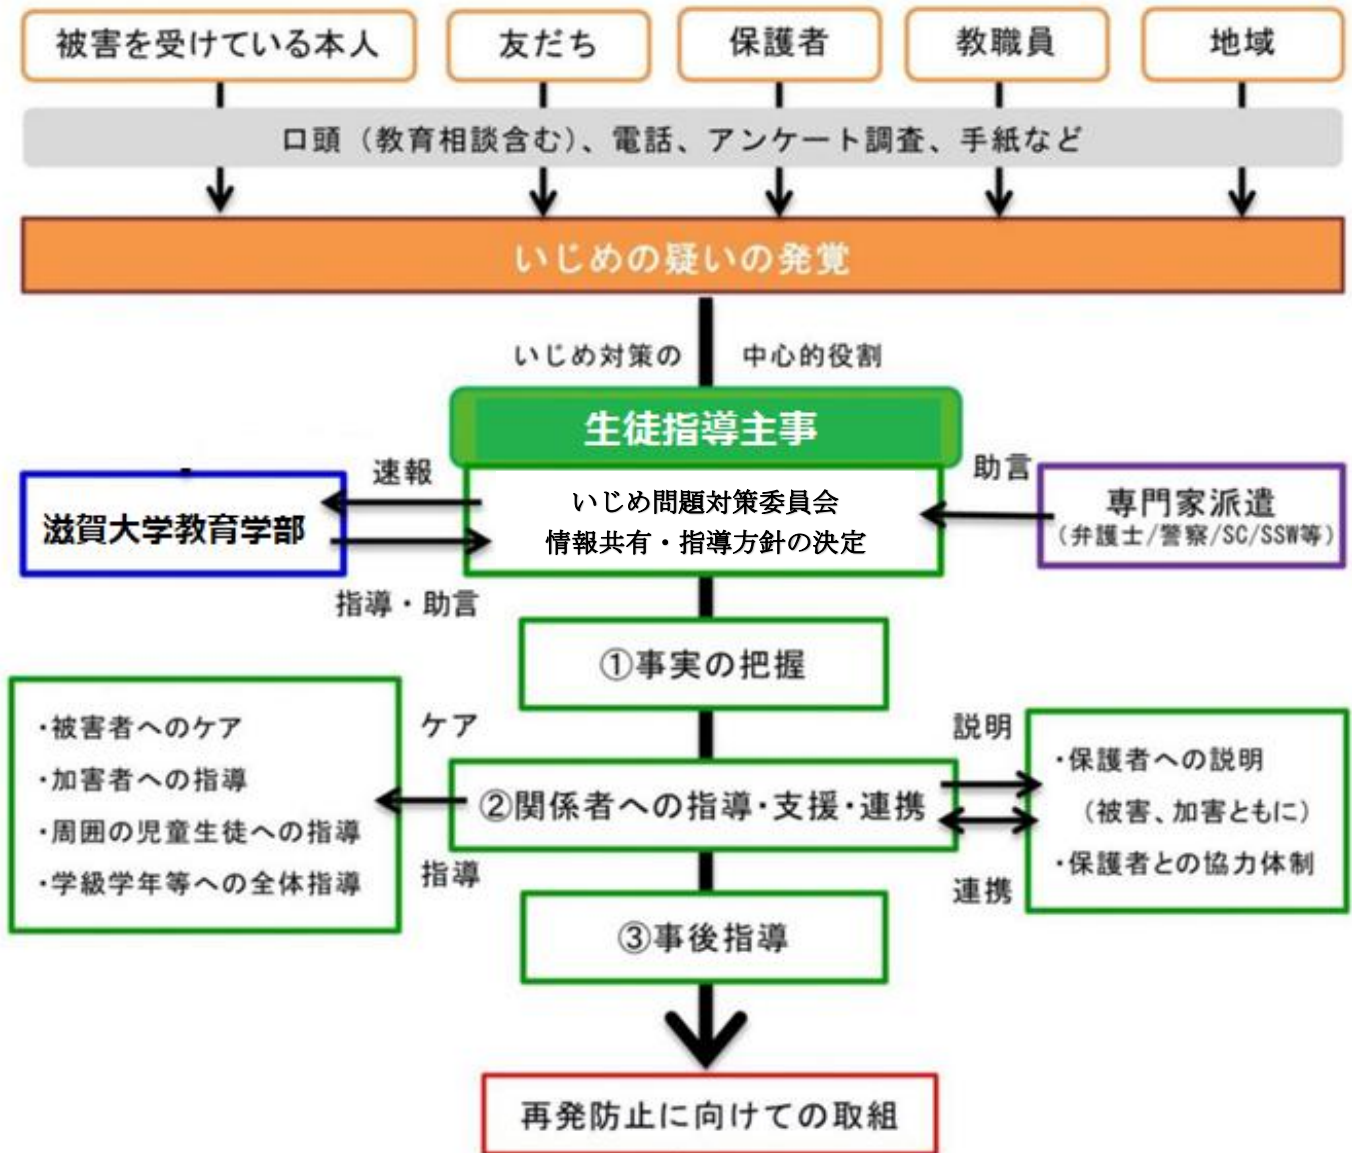 被害を受けている本人
友だち
保護者
教職員
地域
口頭（教育相談含む）、電話、アンケート調査、手紙など
いじめの疑いの発覚
いじめ対策の 中心的役割
生徒指導主事
速報
助言
滋賀大学教育学部
いじめ問題対策委員会
情報共有・指導方針の決定
専門家派遣
（弁護士/警察/SC/SSW等）
指導・助言
①事実の把握
・被害者へのケア
・加害者への指導
・周囲の児童生徒への指導
・学級学年等への全体指導
ケア
指導
②関係者への指導・支援・連携
説明
連携
・保護者への説明
（被害、加害ともに）
・保護者との協力体制
③事後指導
再発防止に向けての取組